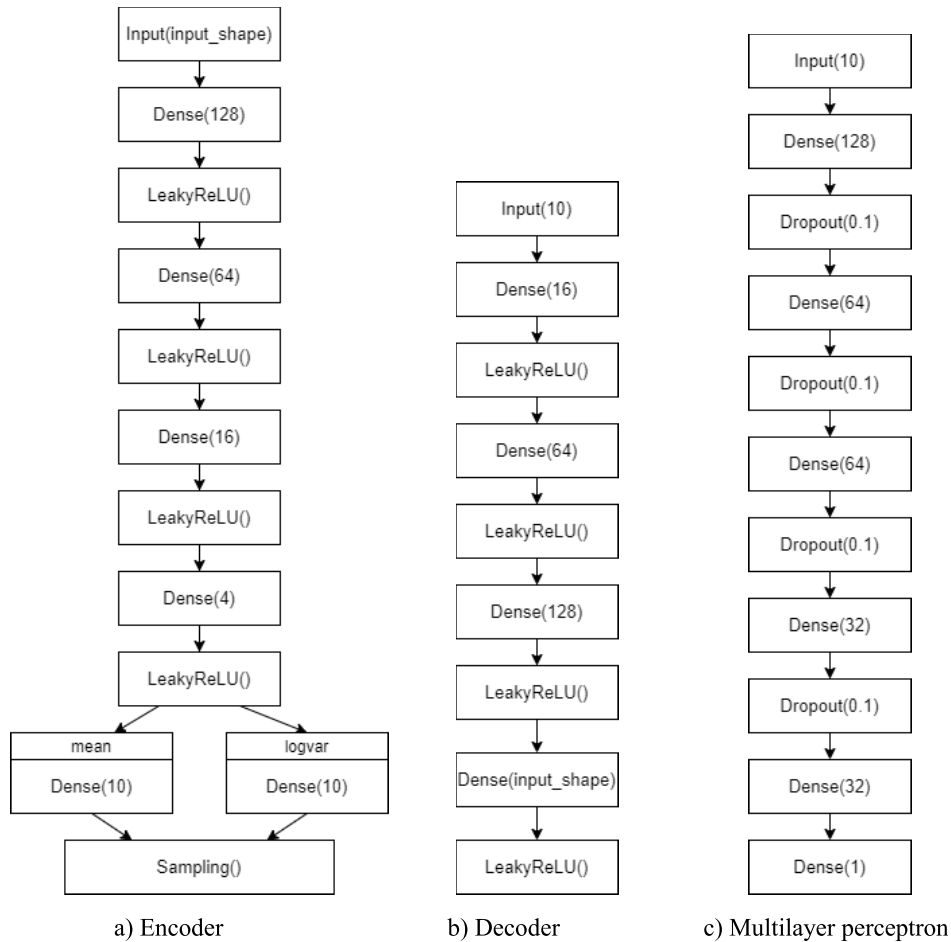 Input(input_shape)
Dense(128)
LeakyReLU()
Dense(64)
LeakyReLU()
Dense(16)
LeakyReLU()
Dense(4)
LeakyReLU()
mean
Dense(10)
logvar
Dense(10)
Sampling()
a) Encoder
Input(10)
Dense(16)
LeakyReLU()
Dense(64)
LeakyReLU()
Dense(128)
LeakyReLU()
Dense(input_shape)
LeakyReLU()
b) Decoder
Input(10)
Dense(128)
Dropout(0.1)
Dense(64)
Dropout(0.1)
Dense(64)
Dropout(0.1)
Dense(32)
Dropout(0.1)
Dense(32)
Dense(1)
c) Multilayer perceptron